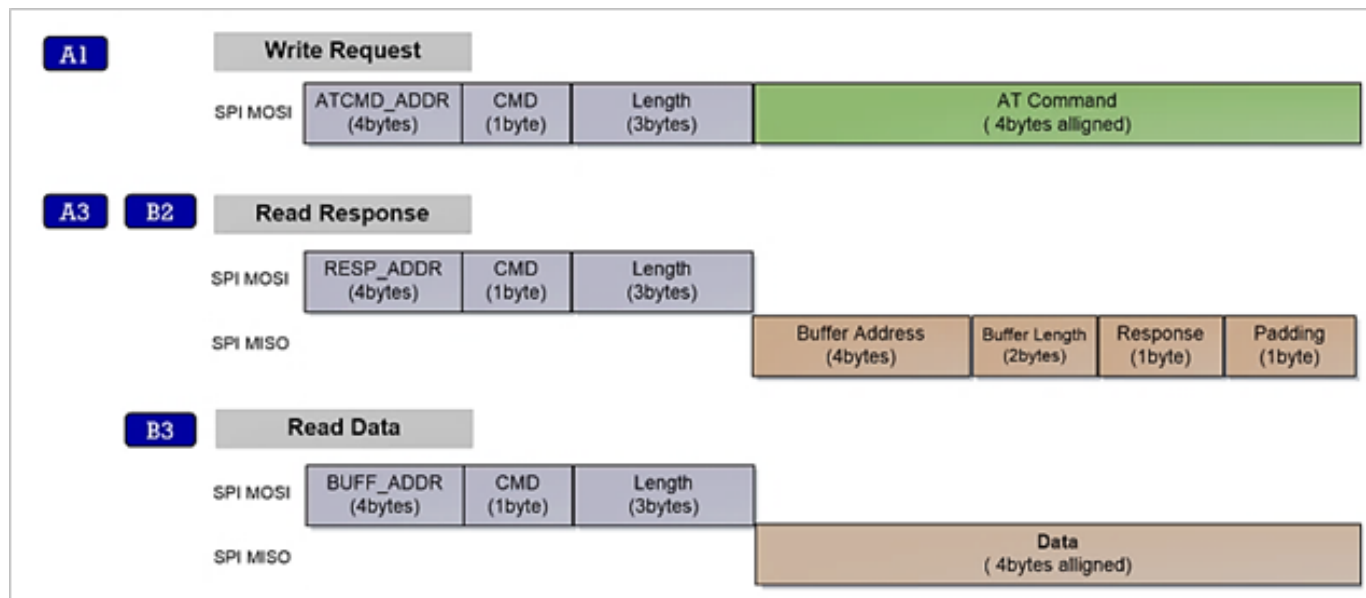 A1
Write Request
SPI MOSI
ATCMD_ADDR
(4bytes)
CMD
(1byte)
Length
(3bytes)
AT Command
( 4bytes alligned)
A3
B2
Read Response
SPI MOSI
RESP_ADDR
(4bytes)
CMD
(1byte)
Length
(3bytes)
SPI MISO
Buffer Address
(4bytes)
Buffer Length
(2bytes)
Response
(1byte)
Padding
(1byte)
B3
Read Data
SPI MOSI
BUFF_ADDR
(4bytes)
CMD
(1byte)
Length
(3bytes)
SPI MISO
Data
( 4bytes alligned)